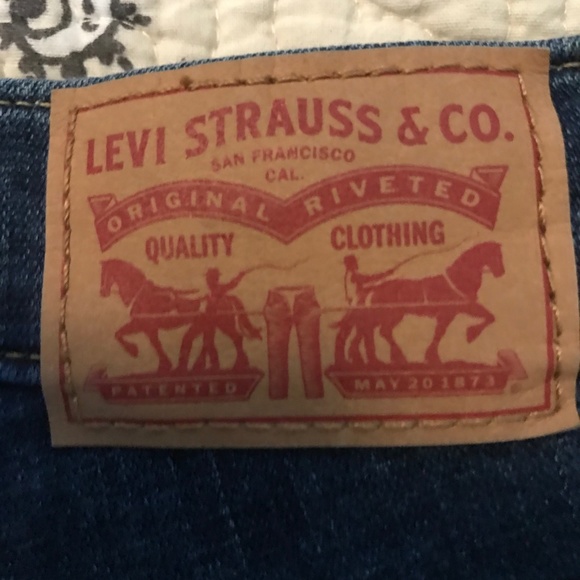 LEVI STRAUSS & CO.
SAN FRANCISCO
CAL.
ORIGINAL RIVETED
QUALITY CLOTHING
PATENTED MAY 20 1873